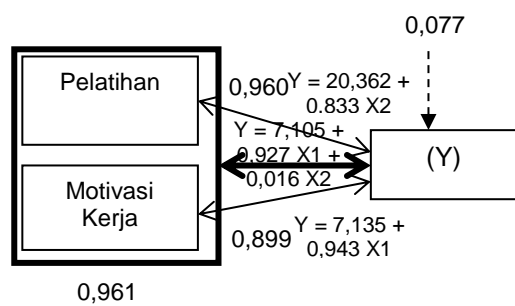 0,077
Pelatihan
0,960
Y = 20,362 +
0.833 X2
Y = 7,105 +
0,927 X1 +
0,016 X2
(Y)
Motivasi
Kerja
0,899
Y = 7,135 +
0,943 X1
0,961